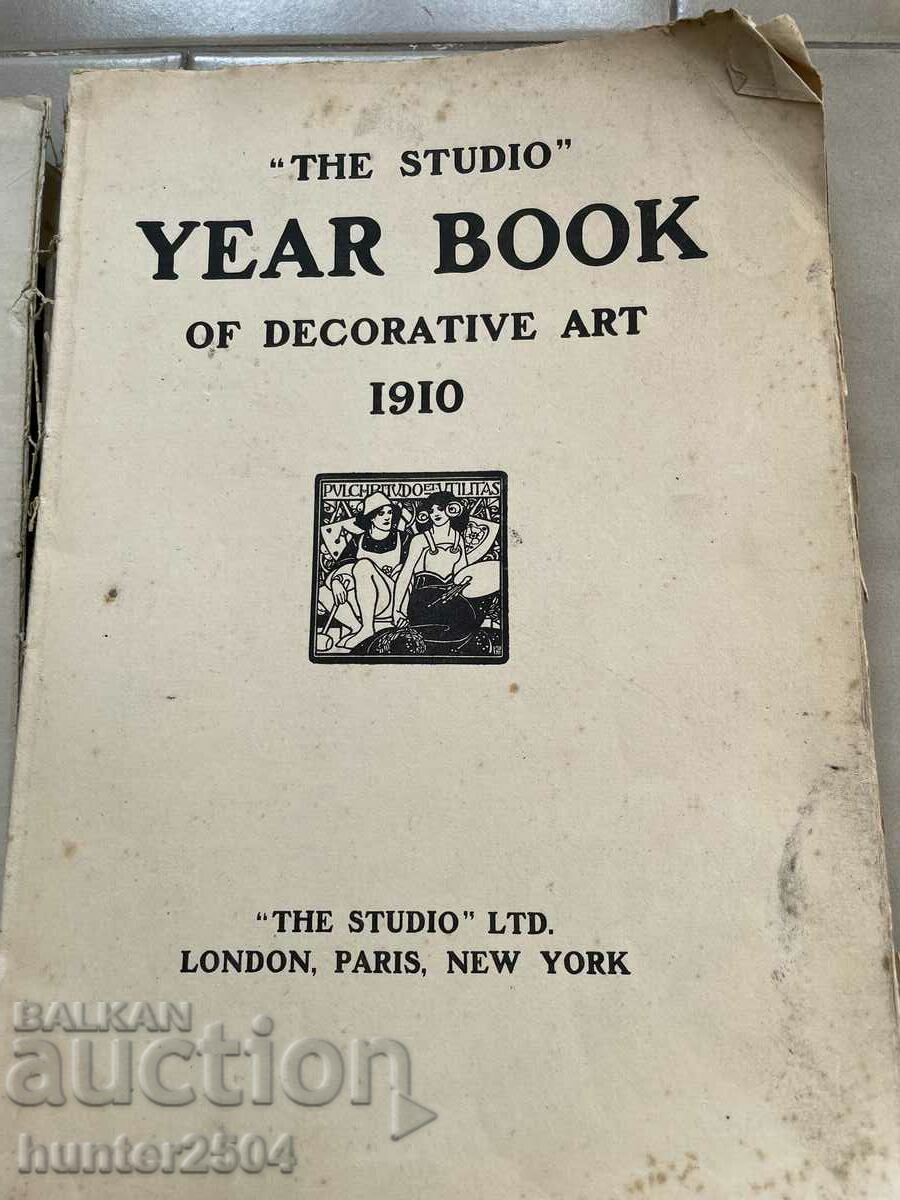 "THE STUDIO"
YEAR BOOK
OF DECORATIVE ART
1910
PVLCHRITVDO ET VTILITAS
"THE STUDIO" LTD.
LONDON, PARIS, NEW YORK
BALKAN
auction
hunter2504